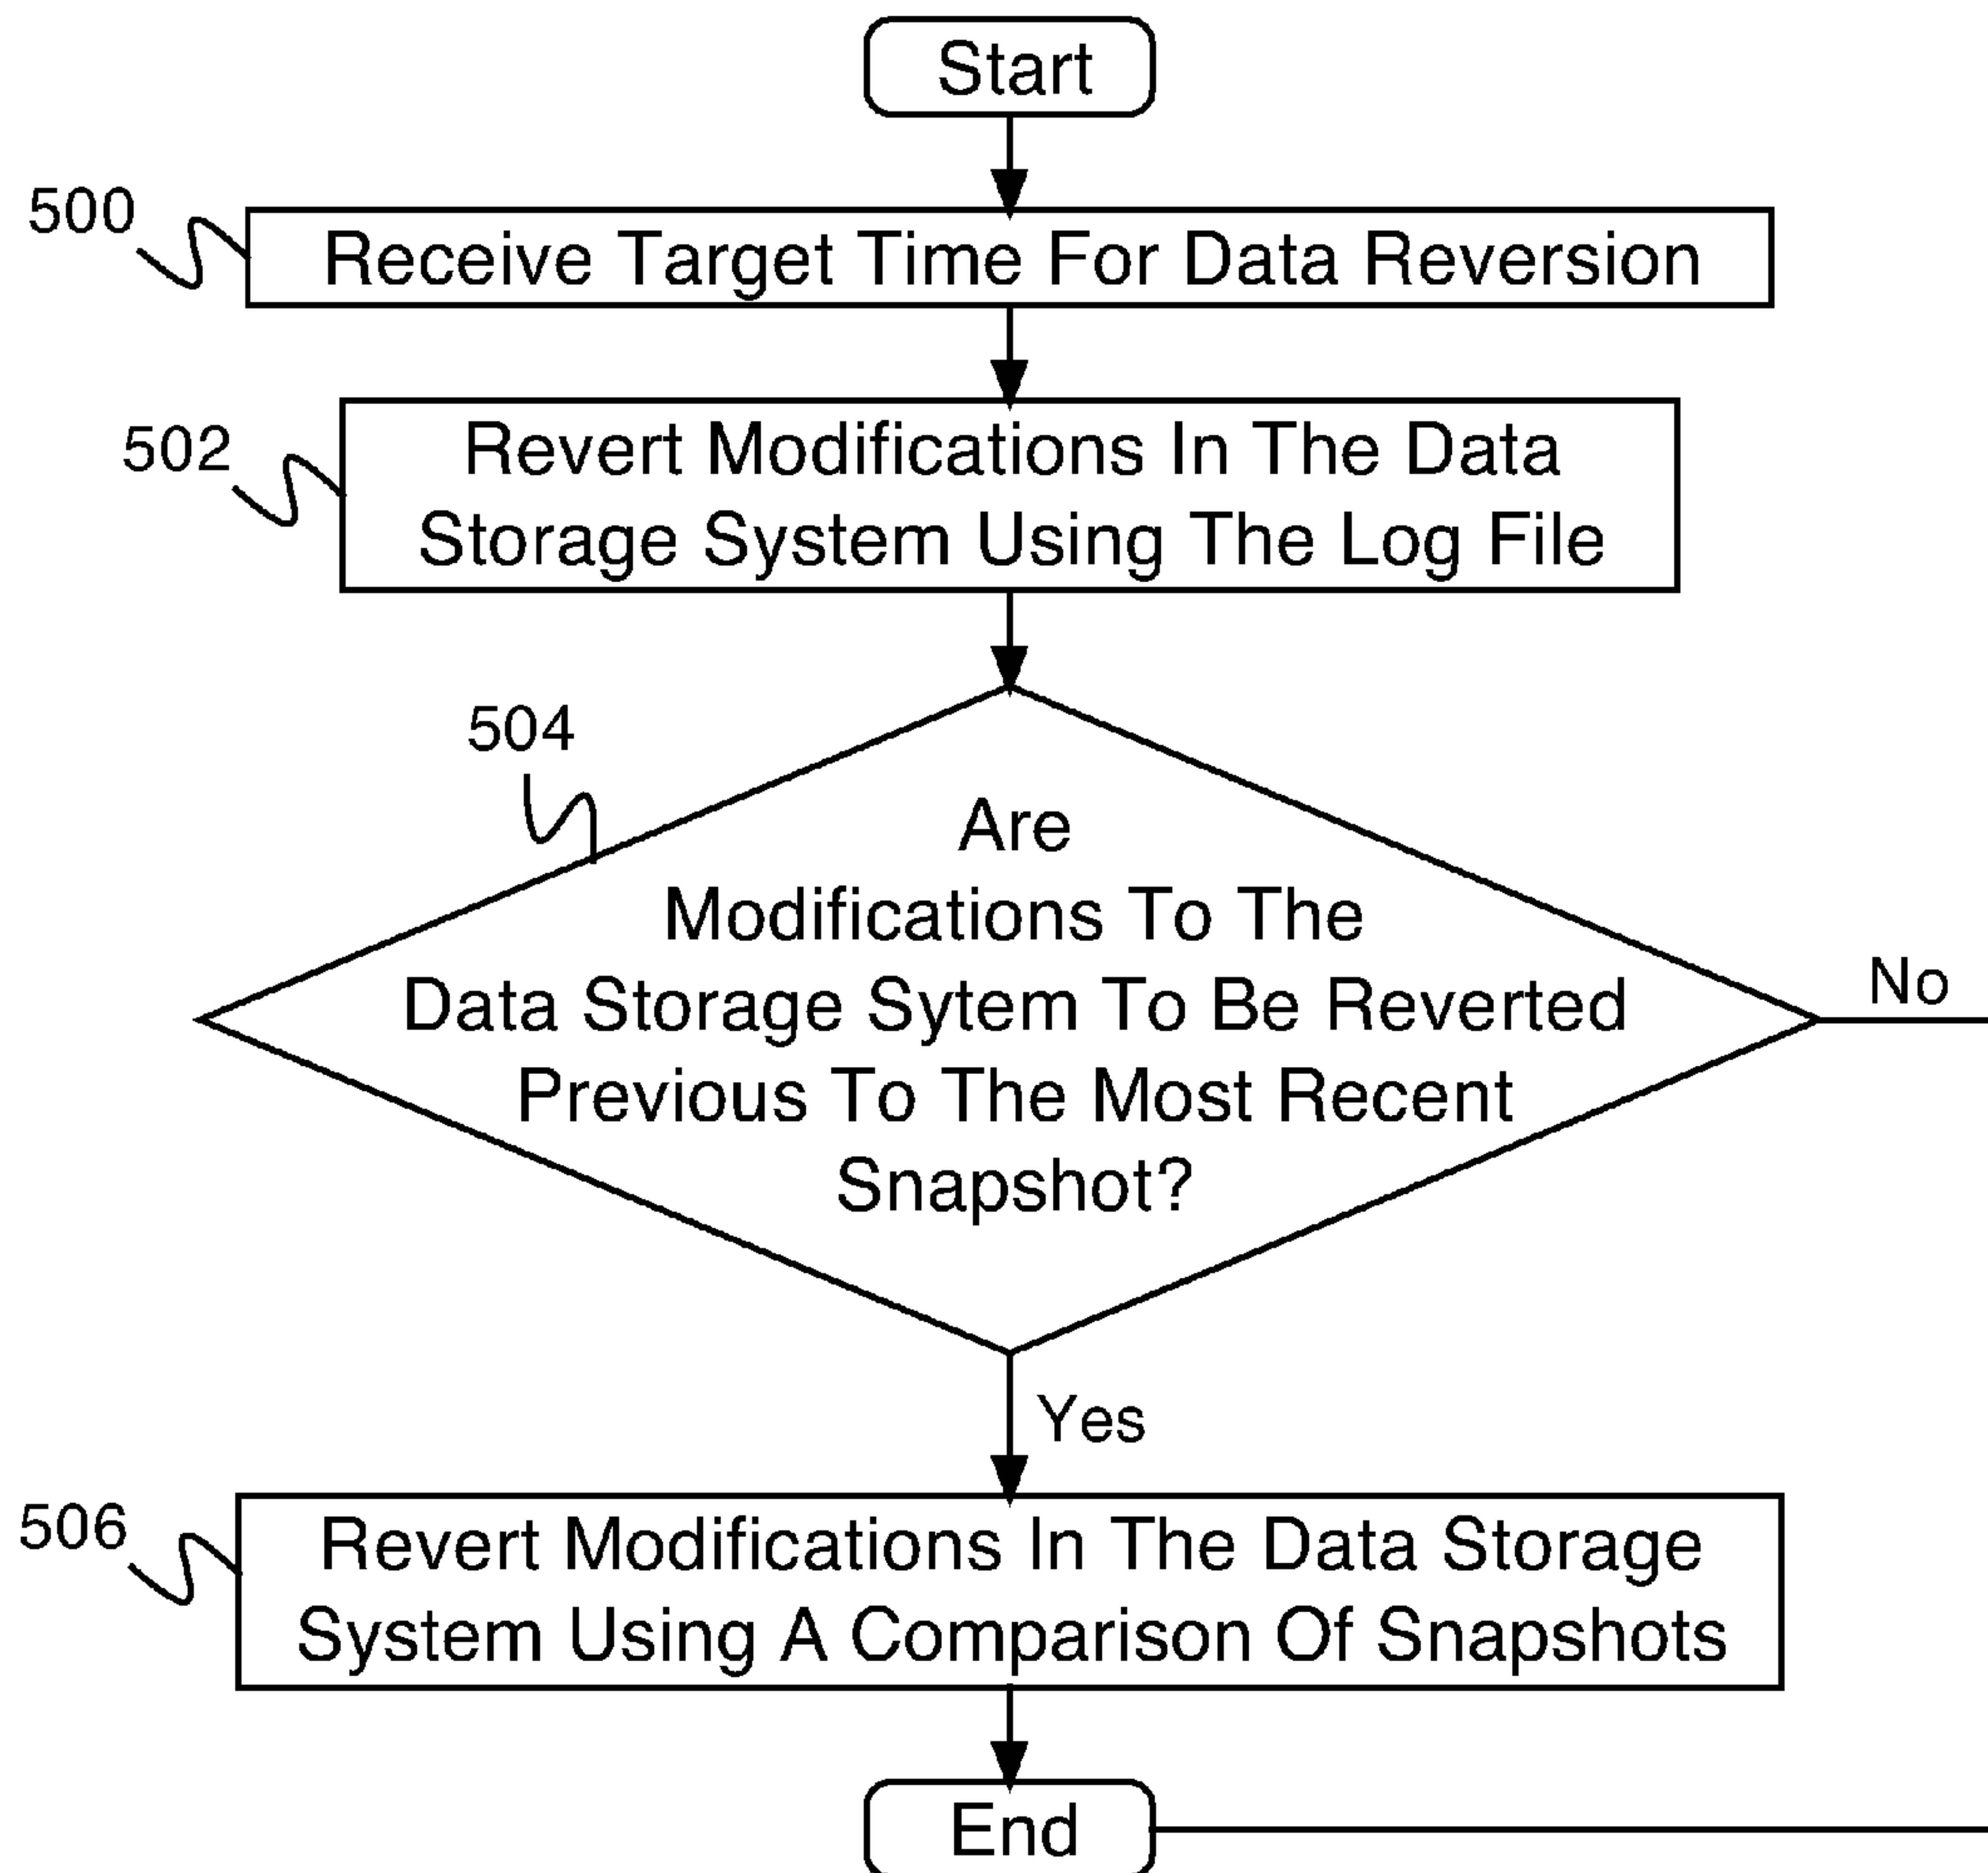 Start
500
Receive Target Time For Data Reversion
502
Revert Modifications In The Data
Storage System Using The Log File
504
Are
Modifications To The
Data Storage Sytem To Be Reverted
Previous To The Most Recent
Snapshot?
No
Yes
506
Revert Modifications In The Data Storage
System Using A Comparison Of Snapshots
End